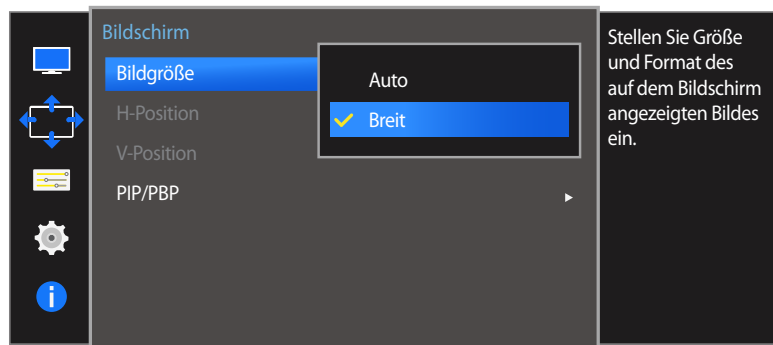 Bildschirm
Bildgröße
Auto
Breit
H-Position
V-Position
PIP/PBP
Stellen Sie Größe
und Format des
auf dem Bildschirm
angezeigten Bildes
ein.